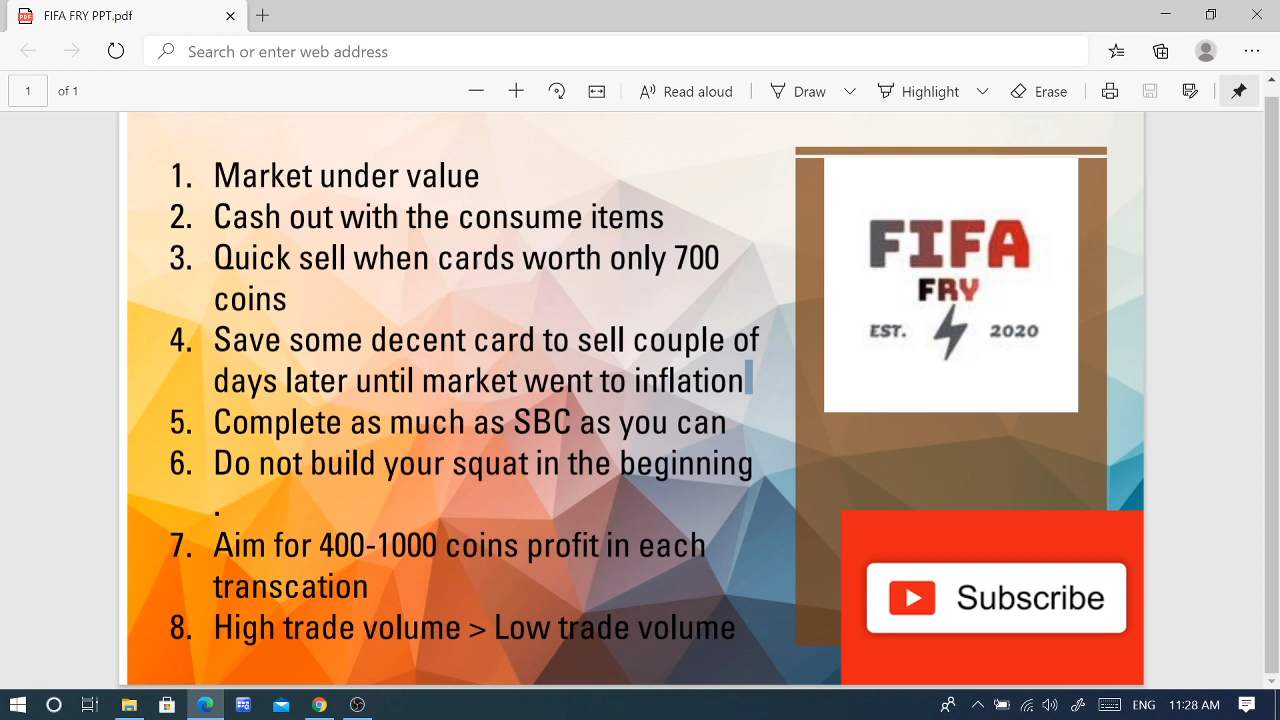 FIFA FRY PPT.pdf
Search or enter web address
1 of 1 Read aloud Draw Highlight Erase
1. Market under value
2. Cash out with the consume items
3. Quick sell when cards worth only 700
coins
4. Save some decent card to sell couple of
days later until market went to inflation
5. Complete as much as SBC as you can
6. Do not build your squat in the beginning
.
7. Aim for 400-1000 coins profit in each
transcation
8. High trade volume > Low trade volume
FIFA
FRY
EST. 2020
Subscribe
ENG 11:28 AM